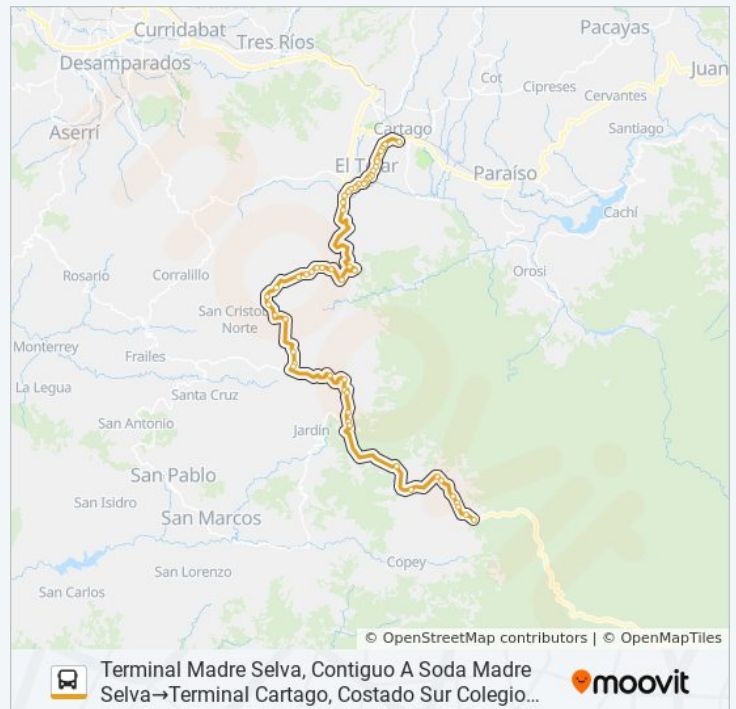 Curridabat
Pacayas
Tres Ríos
Desamparados
Juan
Cot
Cipreses
Cervantes
Aserrí
Cartago
Santiago
El Tejar
Paraíso
Cachí
Rosario
Corralillo
Orosi
San Cristób
Norte
Monterrey
Frailes
La Legua
Santa Cruz
San Antonio
Jardín
San Pablo
San Isidro
San Marcos
Copey
San Lorenzo
San Carlos
© OpenStreetMap contributors | © OpenMapTiles
Terminal Madre Selva, Contiguo A Soda Madre
Selva→Terminal Cartago, Costado Sur Colegio…
moovit